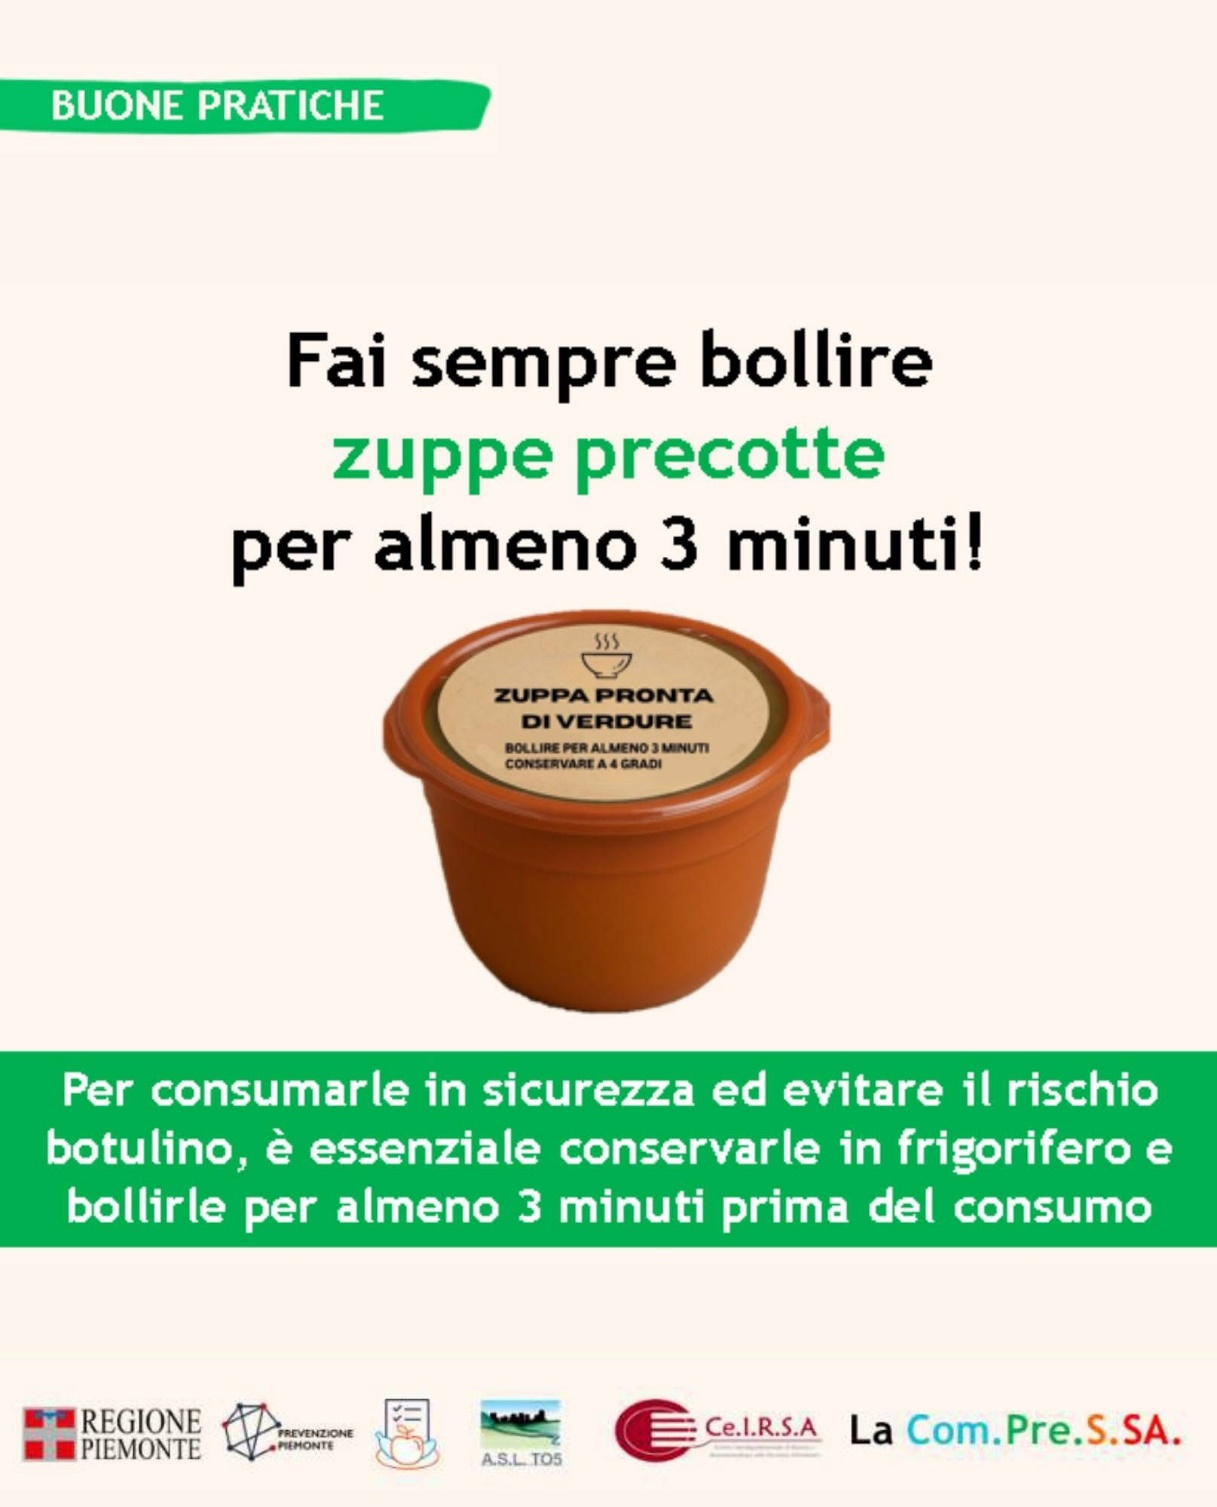 BUONE PRATICHE
Fai sempre bollire
zuppe precotte
per almeno 3 minuti!
ZUPPA PRONTA
DI VERDURE
BOLLIRE PER ALMENO 3 MINUTI
CONSERVARE A 4 GRADI
Per consumarle in sicurezza ed evitare il rischio
botulino, è essenziale conservarle in frigorifero e
bollirle per almeno 3 minuti prima del consumo
REGIONE
PIEMONTE
PREVENZIONE
PIEMONTE
A.S.L. TO5
Ce.I.R.S.A
La Com.Pre.S.SA.